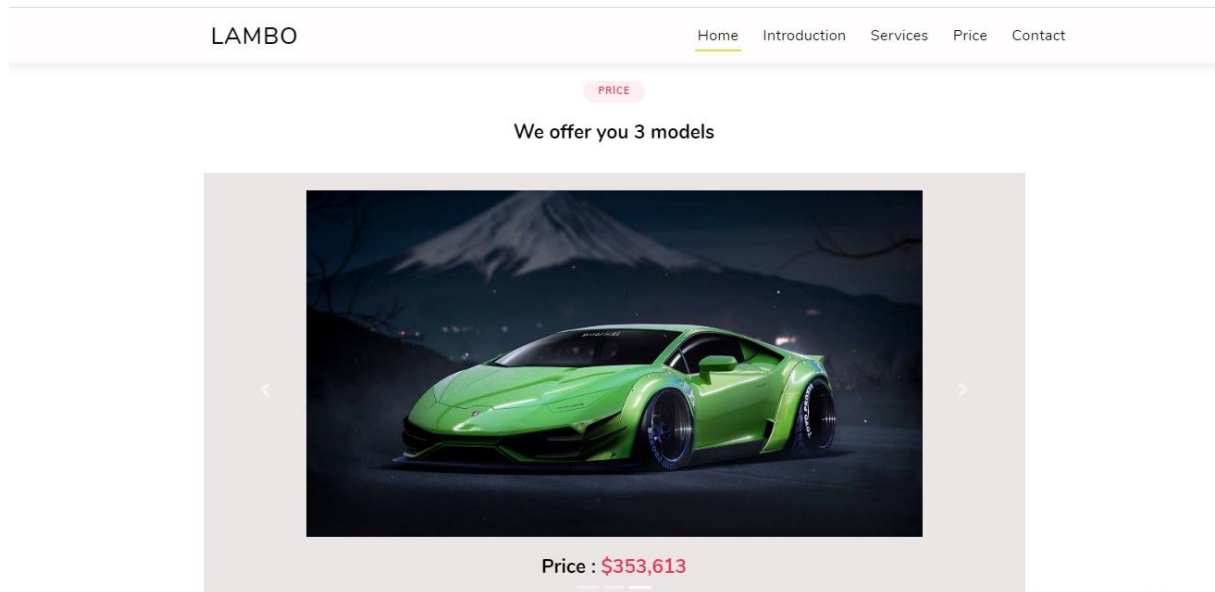 LAMBO
Home Introduction Services Price Contact
PRICE
We offer you 3 models
Price : $353,613